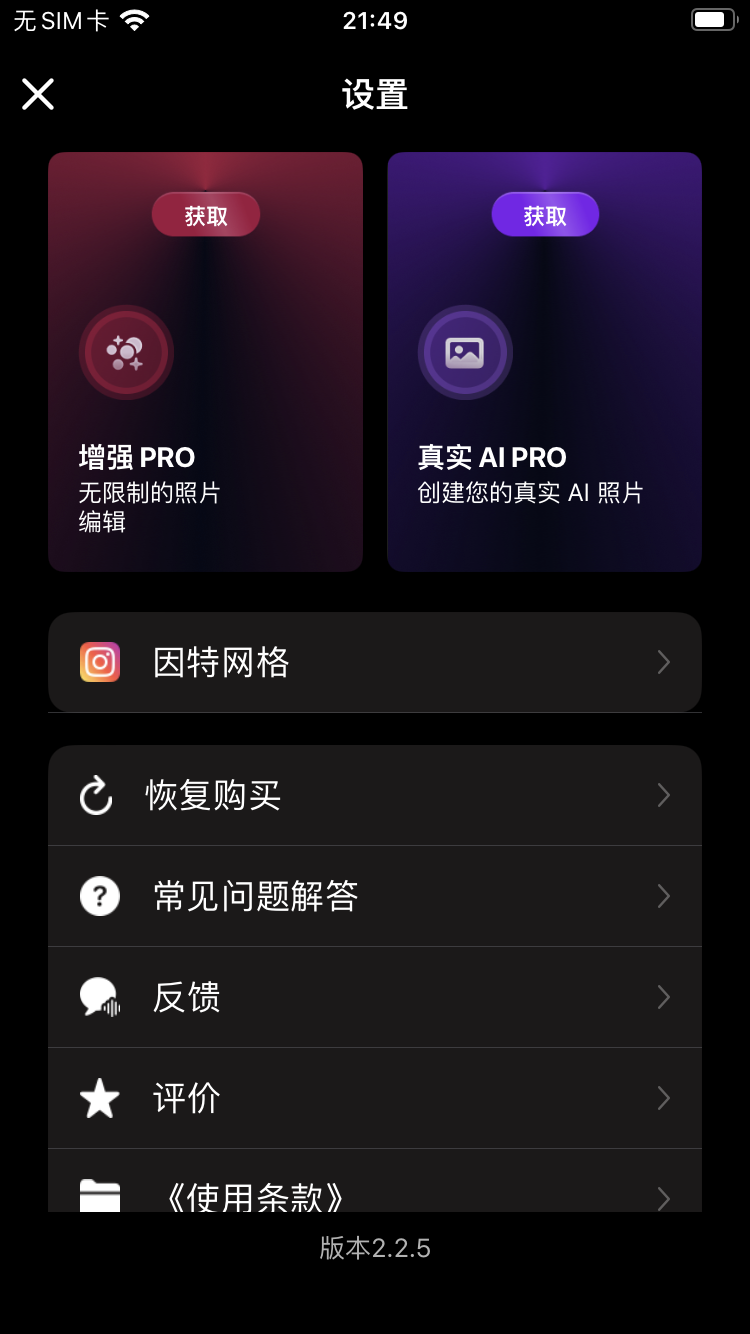 无SIM卡
21:49
设置
获取
增强 PRO
无限制的照片
编辑
获取
真实 AI PRO
创建您的真实 AI 照片
因特网格
恢复购买
常见问题解答
反馈
评价
《使用条款》
版本2.2.5